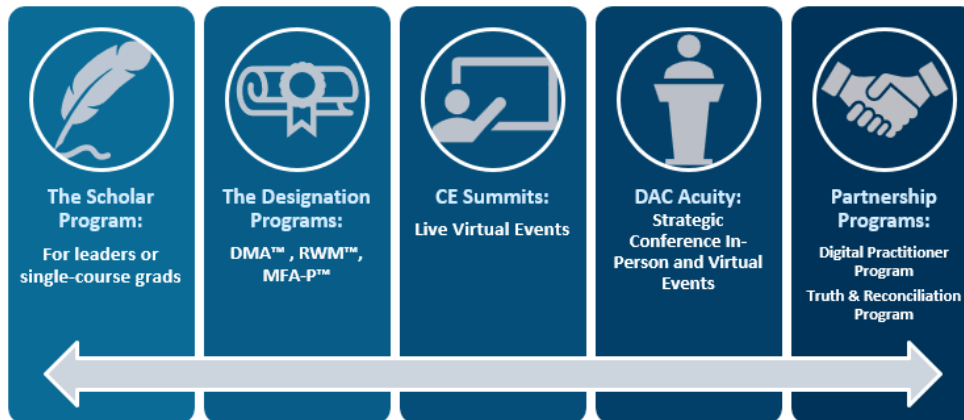 The Scholar
Program:
For leaders or
single-course grads
The Designation
Programs:
DMA™ , RWM™,
MFA-P™
CE Summits:
Live Virtual Events
DAC Acuity:
Strategic
Conference In-
Person and Virtual
Events
Partnership
Programs:
Digital Practitioner
Program
Truth & Reconciliation
Program